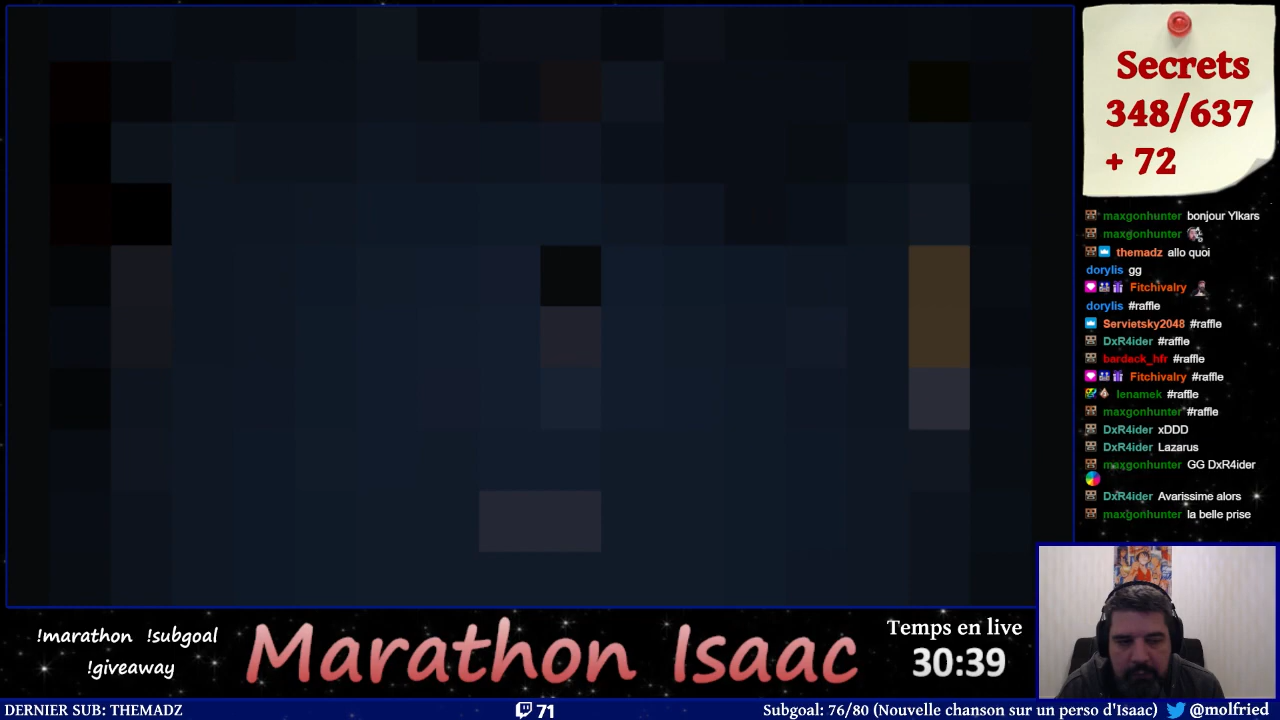 Secrets
348/637
+ 72
maxgonhunter bonjour Ylkars
maxgonhunter
themadz allo quoi
dorylis gg
Fitchivalry
dorylis #raffle
Servietsky2048 #raffle
DxR4ider #raffle
bardack_hfr #raffle
Fitchivalry #raffle
lenamek #raffle
maxgonhunter #raffle
DxR4ider xDDD
DxR4ider Lazarus
maxgonhunter GG DxR4ider
DxR4ider Avarissime alors
maxgonhunter la belle prise
!marathon !subgoal
!giveaway
Marathon Isaac
Temps en live
30:39
DERNIER SUB: THEMADZ
71
Subgoal: 76/80 (Nouvelle chanson sur un perso d'Isaac)
@molfried